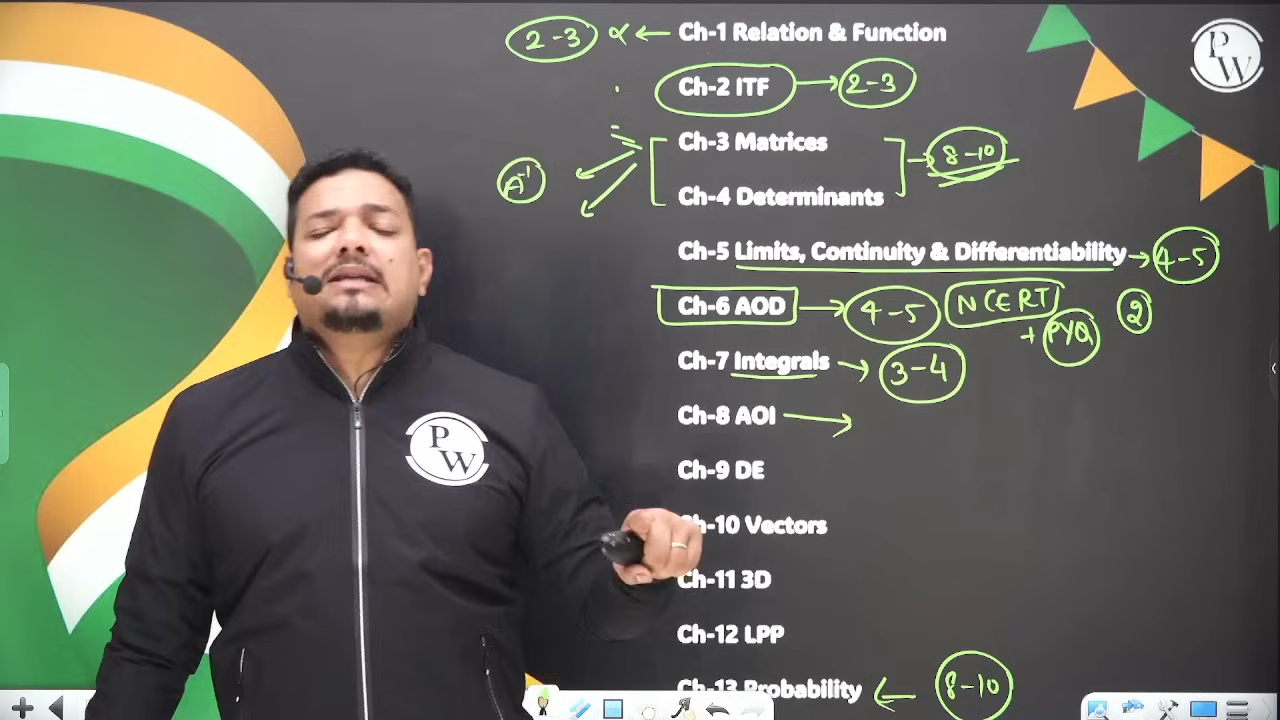 2-3 α ← Ch-1 Relation & Function
Ch-2 ITF → 2-3
Ch-3 Matrices
8-10
A⁻¹
Ch-4 Determinants
Ch-5 Limits, Continuity & Differentiability → 4-5
Ch-6 AOD → 4-5 NCERT + PYQ 2
Ch-7 Integrals → 3-4
Ch-8 AOI →
Ch-9 DE
Ch-10 Vectors
Ch-11 3D
Ch-12 LPP
Ch-13 Probability ← 8-10
PW
PW